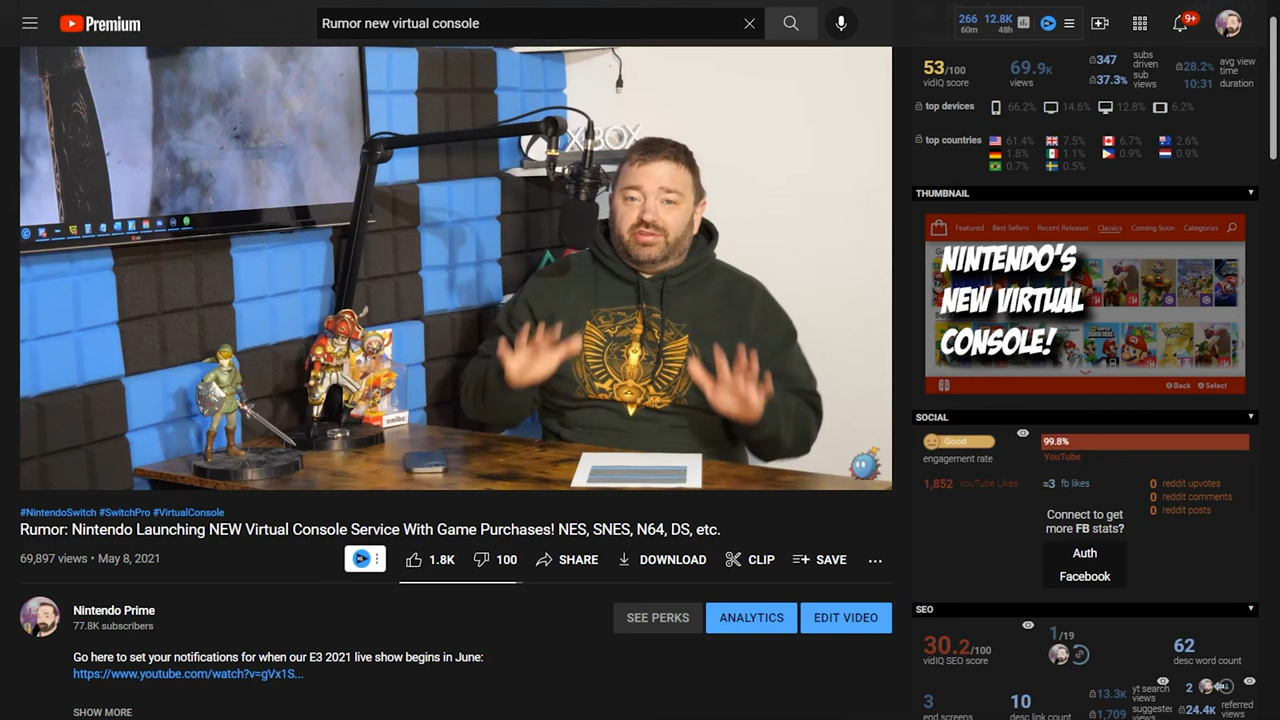 Premium
Rumor new virtual console
266 12.8K
60m 48h
9+
53/100
vidIQ score
69.9K
views
347
subs driven
37.3%
sub views
28.2%
avg view
10:31
time duration
top devices
66.2% 14.6% 12.8% 6.2%
top countries
61.4% 7.5% 6.7% 2.6%
1.8% 1.1% 0.9% 0.9%
0.7% 0.5%
XBOX
amiibo
THUMBNAIL
Featured Best Sellers Recent Releases Classics Coming Soon Categories
NINTENDO'S
NEW VIRTUAL
CONSOLE!
Back Select
SOCIAL
Good
engagement rate
99.8%
YouTube
1,852 YouTube Likes
≈3 fb likes
0 reddit upvotes
0 reddit comments
0 reddit posts
Connect to get
more FB stats?
Auth
Facebook
#NintendoSwitch #SwitchPro #VirtualConsole
Rumor: Nintendo Launching NEW Virtual Console Service With Game Purchases! NES, SNES, N64, DS, etc.
69,897 views • May 8, 2021
1.8K 100 SHARE DOWNLOAD CLIP SAVE
Nintendo Prime
77.8K subscribers
SEE PERKS ANALYTICS EDIT VIDEO
Go here to set your notifications for when our E3 2021 live show begins in June:
https://www.youtube.com/watch?v=gVx1S...
SHOW MORE
SEO
30.2/100
vidIQ SEO score
1/19
62
desc word count
3
end screens
10
desc link count
13.3K
yt search views
1,709
suggested
2
24.4K
referred views